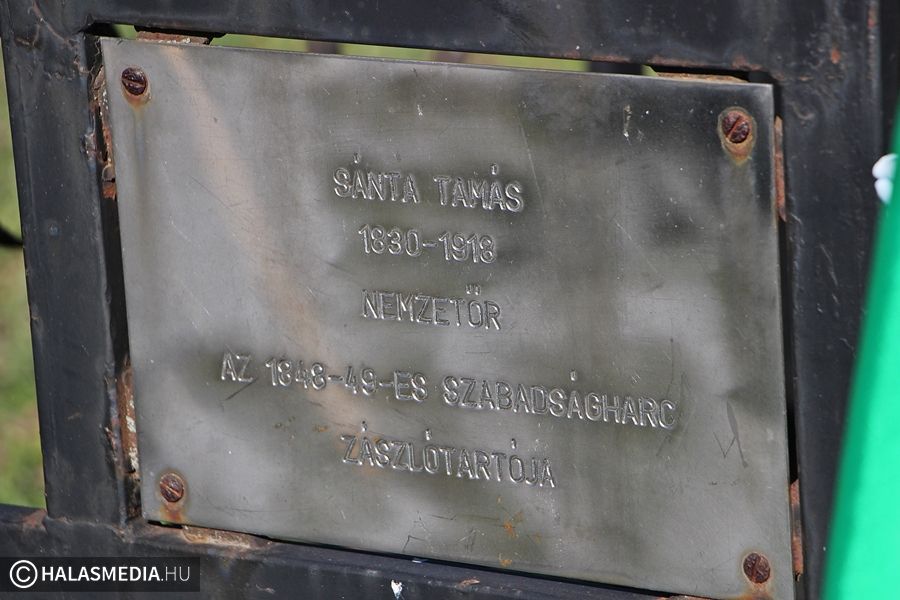 SÁNTA TAMÁS
1830-1918
NEMZETŐR
AZ 1848-49-ES SZABADSÁGHARC
ZÁSZLÓTARTÓJA
©HALASMEDIA.HU